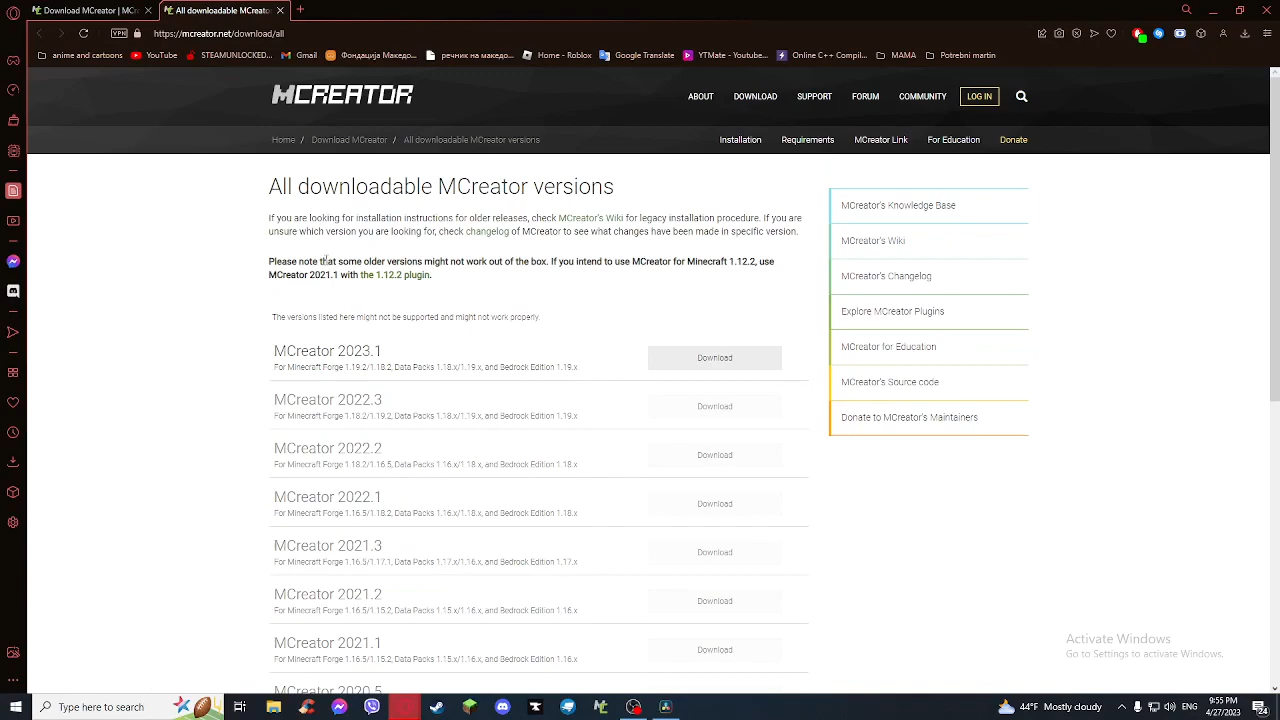 Download MCreator | MCr
All downloadable MCreato
VPN
https://mcreator.net/download/all
anime art cartoons
YouTube
STEAMUNLOCKED...
Gmail
Фондација Македо...
речник на македо...
Home - Roblox
Google Translate
YTMate - Youtube...
Online C++ Compil...
MAMA
Potrebni martin
MCREATOR
ABOUT
DOWNLOAD
SUPPORT
FORUM
COMMUNITY
LOG IN
Home / Download MCreator / All downloadable MCreator versions
Installation
Requirements
MCreator Link
For Education
Donate
All downloadable MCreator versions
If you are looking for installation instructions for older releases, check MCreator's Wiki for legacy installation procedure. If you are
unsure which version you are looking for, check changelog of MCreator to see what changes have been made in specific version.
Please note that some older versions might not work out of the box. If you intend to use MCreator for Minecraft 1.12.2, use
MCreator 2021.1 with the 1.12.2 plugin.
The versions listed here might not be supported and might not work properly.
MCreator 2023.1
For Minecraft Forge 1.19.2/1.18.2, Data Packs 1.18.x/1.19.x, and Bedrock Edition 1.19.x
Download
MCreator 2022.3
For Minecraft Forge 1.18.2/1.19.2, Data Packs 1.18.x/1.19.x, and Bedrock Edition 1.19.x
Download
MCreator 2022.2
For Minecraft Forge 1.18.2/1.16.5, Data Packs 1.16.x/1.18.x, and Bedrock Edition 1.18.x
Download
MCreator 2022.1
For Minecraft Forge 1.16.5/1.18.2, Data Packs 1.16.x/1.18.x, and Bedrock Edition 1.18.x
Download
MCreator 2021.3
For Minecraft Forge 1.16.5/1.17.1, Data Packs 1.17.x/1.16.x, and Bedrock Edition 1.17.x
Download
MCreator 2021.2
For Minecraft Forge 1.16.5/1.15.2, Data Packs 1.15.x/1.16.x, and Bedrock Edition 1.16.x
Download
MCreator 2021.1
For Minecraft Forge 1.16.5/1.15.2, Data Packs 1.15.x/1.16.x, and Bedrock Edition 1.16.x
Download
MCreator 2020.5
MCreator's Knowledge Base
MCreator's Wiki
MCreator's Changelog
Explore MCreator Plugins
MCreator for Education
MCreator's Source code
Donate to MCreator's Maintainers
Activate Windows
Go to Settings to activate Windows.
Type here to search
44°F Mostly cloudy
9:55 PM
4/27/2023